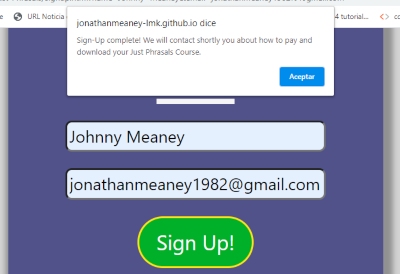 URL Noticia
4 tutorial...
<> co
jonathanmeaney-lmk.github.io dice
Sign-Up complete! We will contact shortly you about how to pay and
download your Just Phrasals Course.
Aceptar
Johnny Meaney
jonathanmeaney1982@gmail.com
Sign Up!